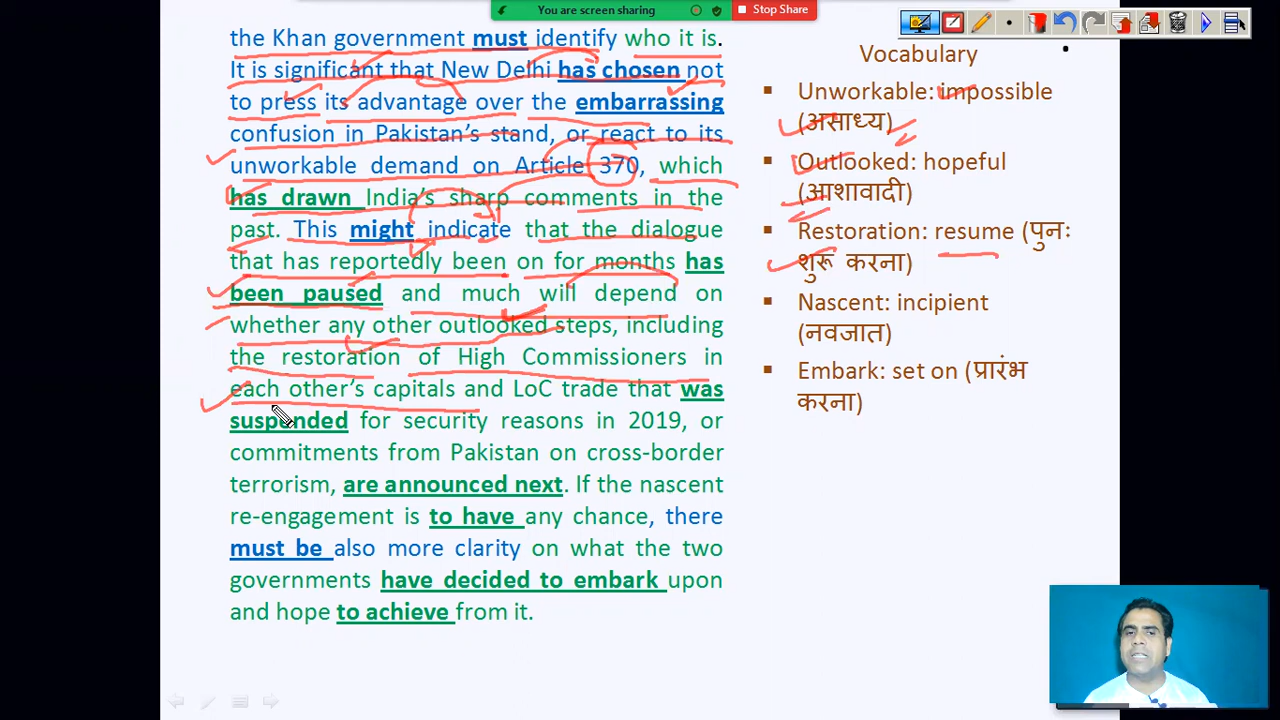 You are screen sharing
Stop Share
the Khan government must identify who it is.
It is significant that New Delhi has chosen not
to press its advantage over the embarrassing
confusion in Pakistan's stand, or react to its
unworkable demand on Article 370, which
has drawn India's sharp comments in the
past. This might indicate that the dialogue
that has reportedly been on for months has
been paused and much will depend on
whether any other outlooked steps, including
the restoration of High Commissioners in
each other's capitals and LoC trade that was
suspended for security reasons in 2019, or
commitments from Pakistan on cross-border
terrorism, are announced next. If the nascent
re-engagement is to have any chance, there
must be also more clarity on what the two
governments have decided to embark upon
and hope to achieve from it.
Vocabulary
▪ Unworkable: impossible
(असाध्य)
▪ Outlooked: hopeful
(आशावादी)
▪ Restoration: resume (पुनः
शुरू करना)
▪ Nascent: incipient
(नवजात)
▪ Embark: set on (प्रारंभ
करना)